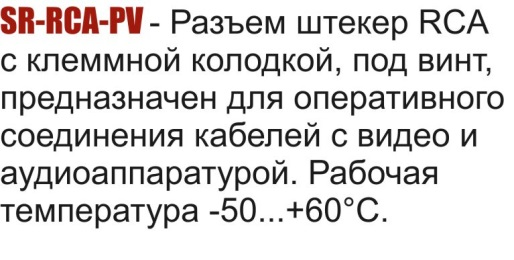 SR-RCA-PV - Разъем штекер RCA
с клеммной колодкой, под винт,
предназначен для оперативного
соединения кабелей с видео и
аудиоаппаратурой. Рабочая
температура -50...+60°C.